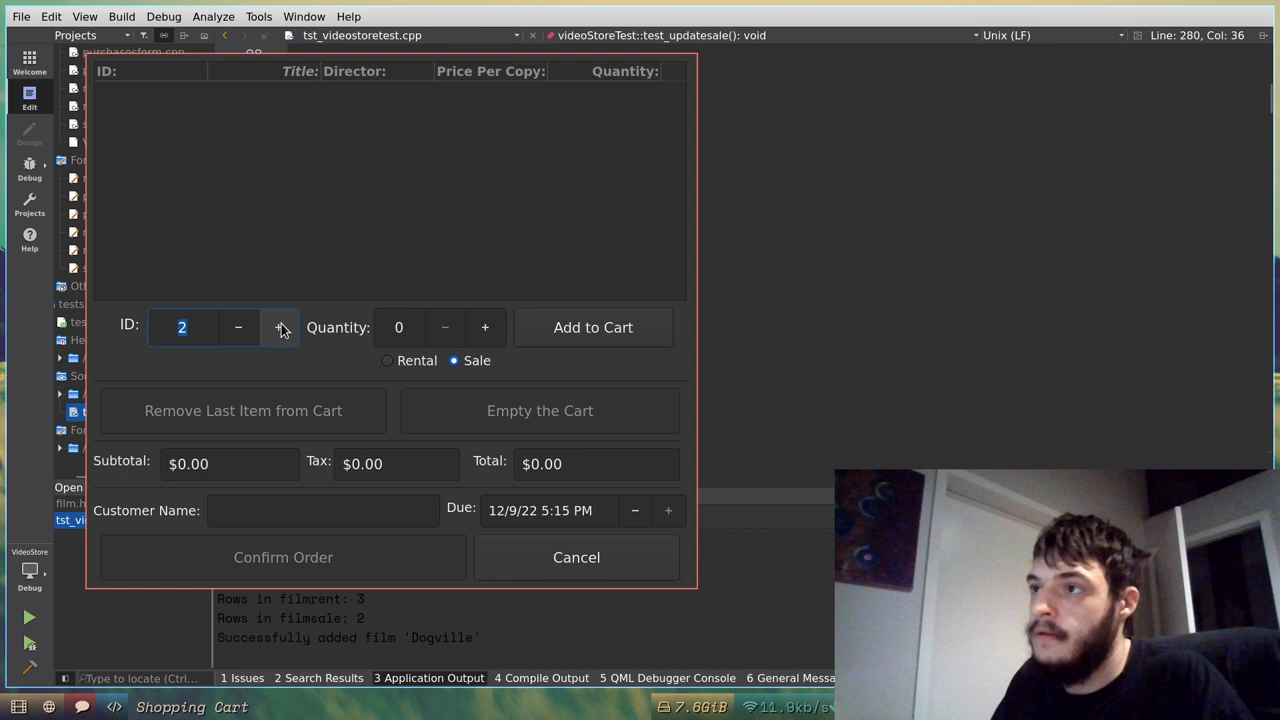 File Edit View Build Debug Analyze Tools Window Help
Projects tst_videostoretest.cpp videoStoreTest::test_updatesale(): void Unix (LF) Line: 280, Col: 36
Welcome
Edit
Design
Debug
Projects
Help
tests
ID: Title: Director: Price Per Copy: Quantity:
ID: 2 − + Quantity: 0 − + Add to Cart
Rental Sale
Remove Last Item from Cart Empty the Cart
Subtotal: $0.00 Tax: $0.00 Total: $0.00
Customer Name: Due: 12/9/22 5:15 PM − +
Confirm Order Cancel
Open
film.h
tst_vi
VideoStore
Debug
Rows in filmrent: 3
Rows in filmsale: 2
Successfully added film 'Dogville'
Type to locate (Ctrl... 1 Issues 2 Search Results 3 Application Output 4 Compile Output 5 QML Debugger Console 6 General Messa
Shopping Cart 7.6GiB 11.9kb/s